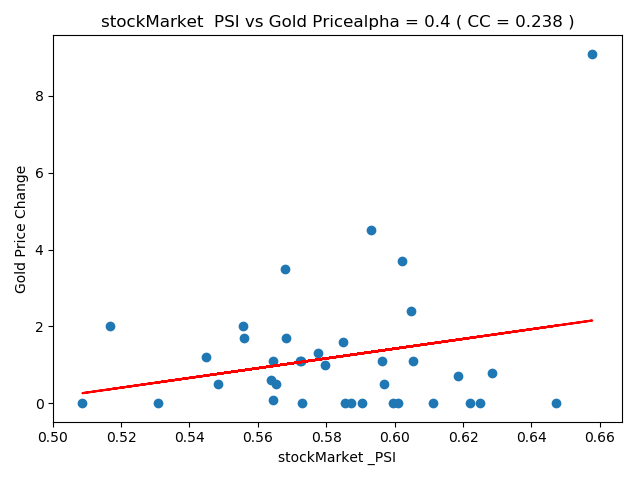 stockMarket  PSI vs Gold Pricealpha = 0.4 ( CC = 0.238 )
Gold Price Change
8
6
4
2
0
0.50 0.52 0.54 0.56 0.58 0.60 0.62 0.64 0.66
stockMarket _PSI